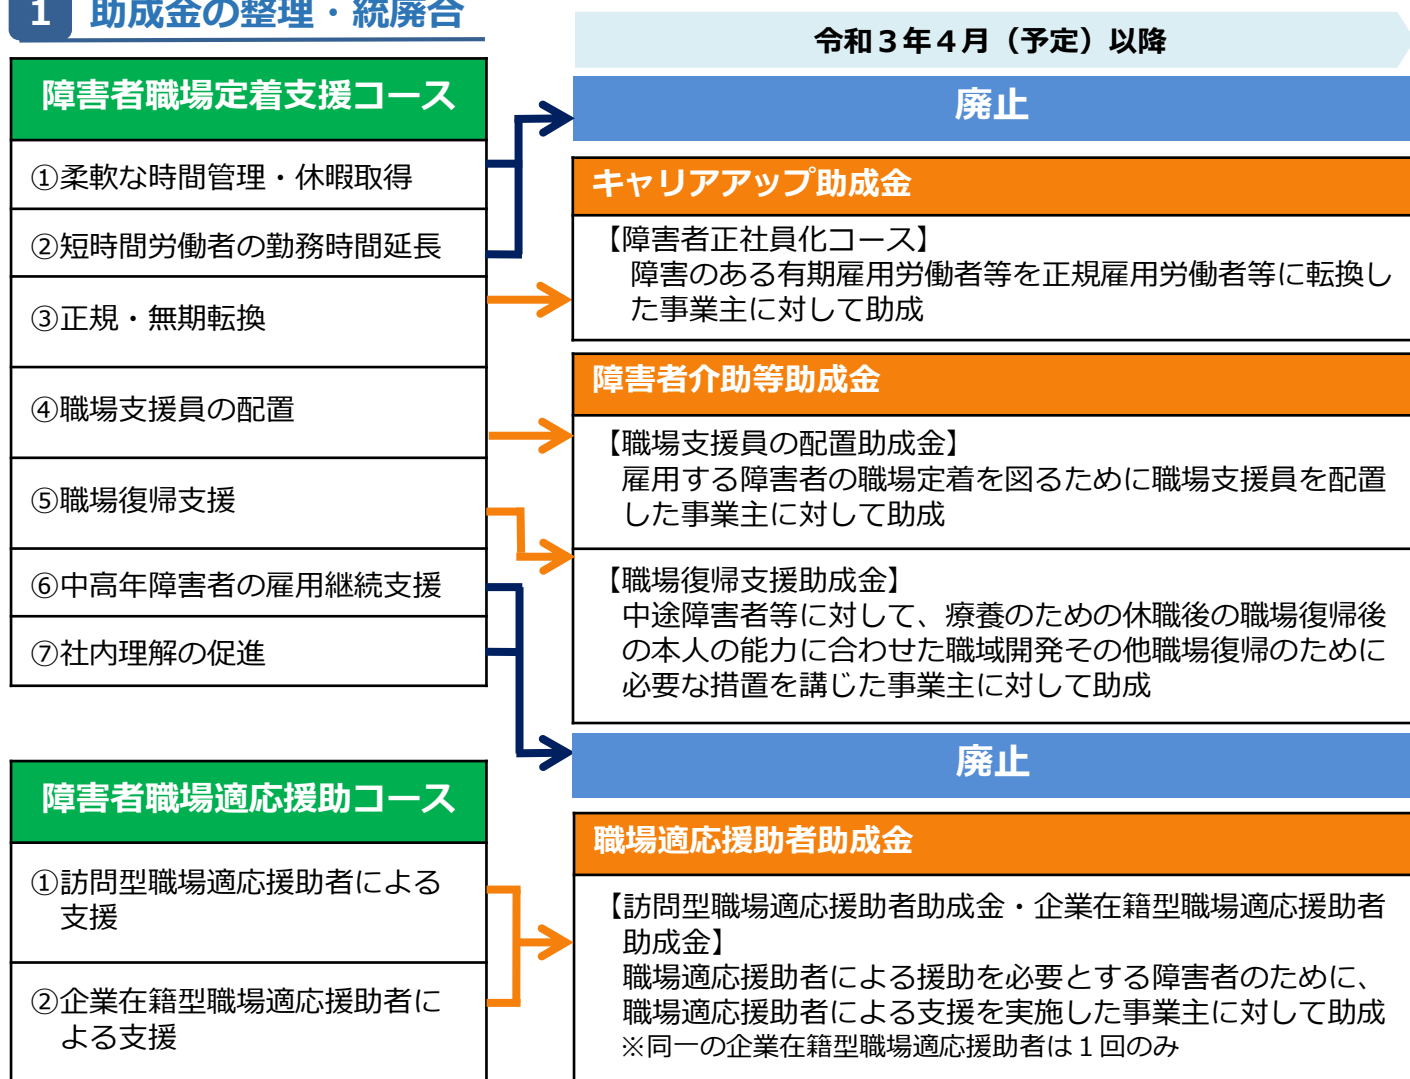 1 助成金の整理・統廃合
令和３年４月（予定）以降
障害者職場定着支援コース
①柔軟な時間管理・休暇取得
②短時間労働者の勤務時間延長
③正規・無期転換
④職場支援員の配置
⑤職場復帰支援
⑥中高年障害者の雇用継続支援
⑦社内理解の促進
廃止
キャリアアップ助成金
【障害者正社員化コース】
障害のある有期雇用労働者等を正規雇用労働者等に転換し
た事業主に対して助成
障害者介助等助成金
【職場支援員の配置助成金】
雇用する障害者の職場定着を図るために職場支援員を配置
した事業主に対して助成
【職場復帰支援助成金】
中途障害者等に対して、療養のための休職後の職場復帰後
の本人の能力に合わせた職域開発その他職場復帰のために
必要な措置を講じた事業主に対して助成
廃止
障害者職場適応援助コース
①訪問型職場適応援助者による
支援
②企業在籍型職場適応援助者に
よる支援
職場適応援助者助成金
【訪問型職場適応援助者助成金・企業在籍型職場適応援助者
助成金】
職場適応援助者による援助を必要とする障害者のために、
職場適応援助者による支援を実施した事業主に対して助成
※同一の企業在籍型職場適応援助者は１回のみ